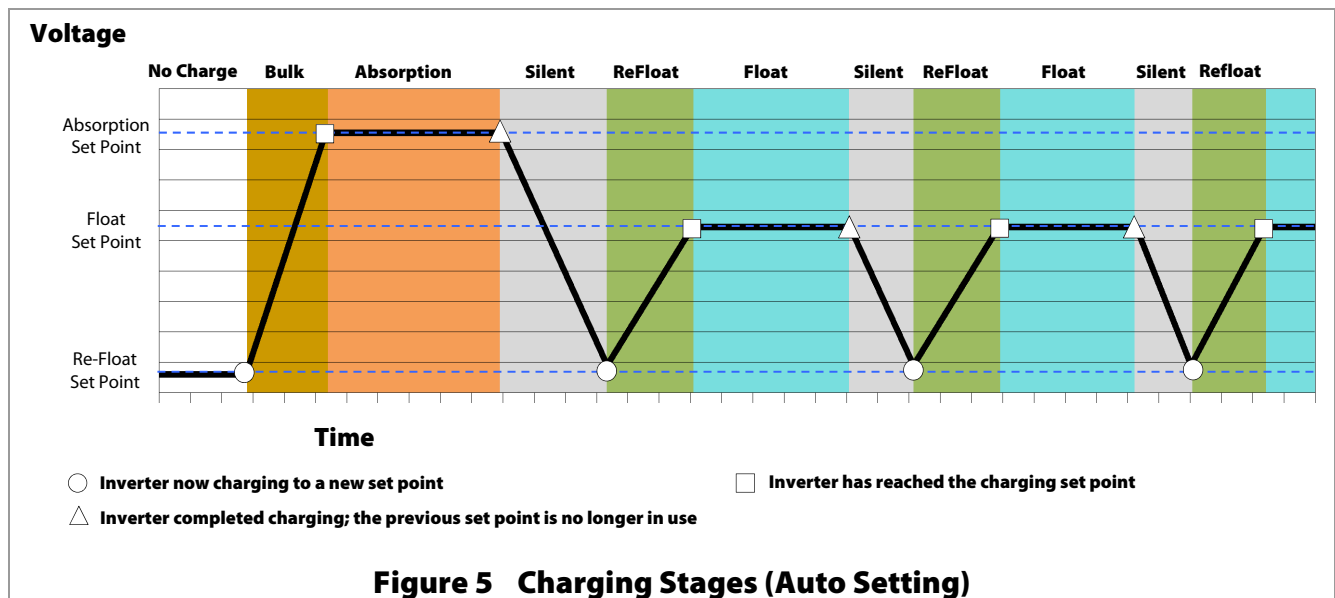 Voltage
No Charge Bulk Absorption Silent ReFloat Float Silent ReFloat Float Silent Refloat
Absorption
Set Point
Float
Set Point
Re-Float
Set Point
Time
Inverter now charging to a new set point
Inverter has reached the charging set point
Inverter completed charging; the previous set point is no longer in use
Figure 5 Charging Stages (Auto Setting)